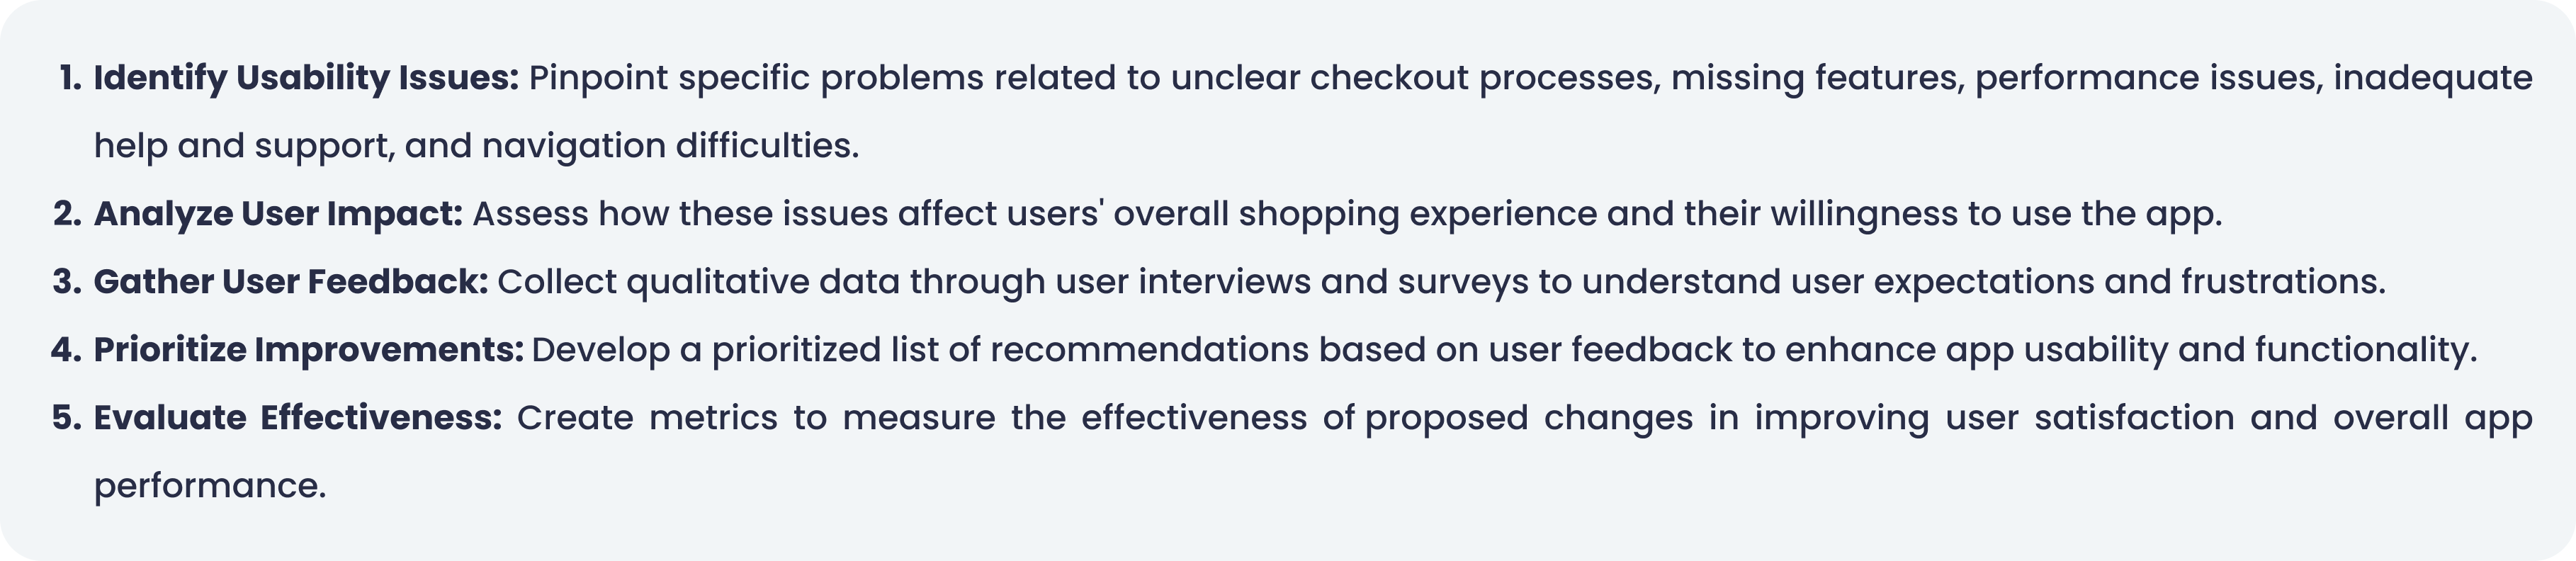 1. Identify Usability Issues: Pinpoint specific problems related to unclear checkout processes, missing features, performance issues, inadequate
help and support, and navigation difficulties.
2. Analyze User Impact: Assess how these issues affect users' overall shopping experience and their willingness to use the app.
3. Gather User Feedback: Collect qualitative data through user interviews and surveys to understand user expectations and frustrations.
4. Prioritize Improvements: Develop a prioritized list of recommendations based on user feedback to enhance app usability and functionality.
5. Evaluate Effectiveness: Create metrics to measure the effectiveness of proposed changes in improving user satisfaction and overall app
performance.